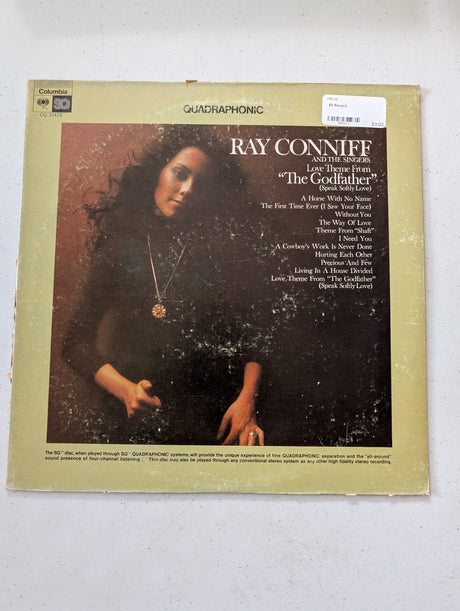 Columbia
CQ 31473
QUADRAPHONIC
$3.00
RAY CONNIFF
AND THE SINGERS
Love Theme From
"The Godfather"
(Speak Softly Love)
A Horse With No Name
The First Time Ever (I Saw Your Face)
Without You
The Way Of Love
Theme From "Shaft"
I Need You
A Cowboy's Work Is Never Done
Hurting Each Other
Precious And Few
Living In A House Divided
Love Theme From "The Godfather"
(Speak Softly Love)
The SQ™ disc, when played through SQ™ QUADRAPHONIC systems, will provide the unique experience of fine QUADRAPHONIC separation and the "all-around"
sound presence of four-channel listening. This disc may also be played through any conventional stereo system as any other high fidelity stereo recording.